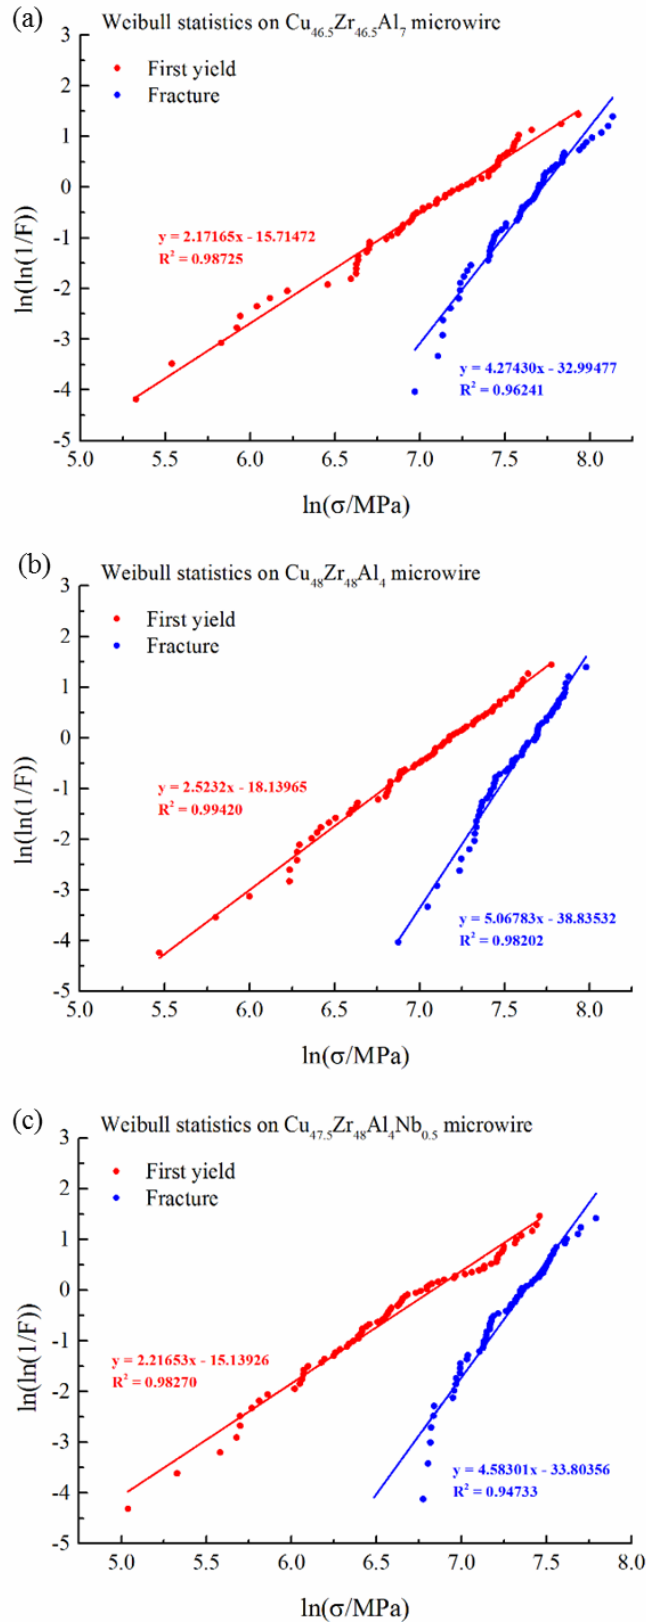 (a)
Weibull statistics on Cu46.5Zr46.5Al7 microwire
First yield
Fracture
3
2
1
0
-1
-2
-3
-4
-5
ln(ln(1/F))
y = 2.17165x - 15.71472
R² = 0.98725
y = 4.27430x - 32.99477
R² = 0.96241
5.0 5.5 6.0 6.5 7.0 7.5 8.0
ln(σ/MPa)
(b)
Weibull statistics on Cu48Zr48Al4 microwire
First yield
Fracture
3
2
1
0
-1
-2
-3
-4
-5
ln(ln(1/F))
y = 2.5232x - 18.13965
R² = 0.99420
y = 5.06783x - 38.83532
R² = 0.98202
5.0 5.5 6.0 6.5 7.0 7.5 8.0
ln(σ/MPa)
(c)
Weibull statistics on Cu47.5Zr48Al4Nb0.5 microwire
First yield
Fracture
3
2
1
0
-1
-2
-3
-4
-5
ln(ln(1/F))
y = 2.21653x - 15.13926
R² = 0.98270
y = 4.58301x - 33.80356
R² = 0.94733
5.0 5.5 6.0 6.5 7.0 7.5 8.0
ln(σ/MPa)